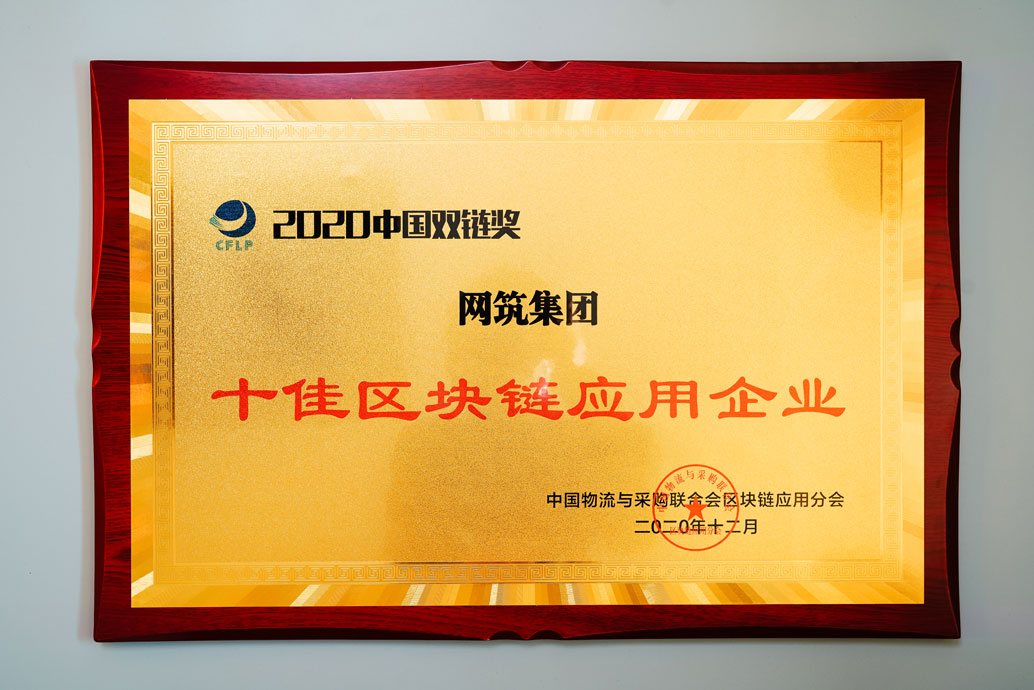 CFLP
2020中国双链奖
网筑集团
十佳区块链应用企业
中国物流与采购联合会区块链应用分会
二〇二〇年十二月